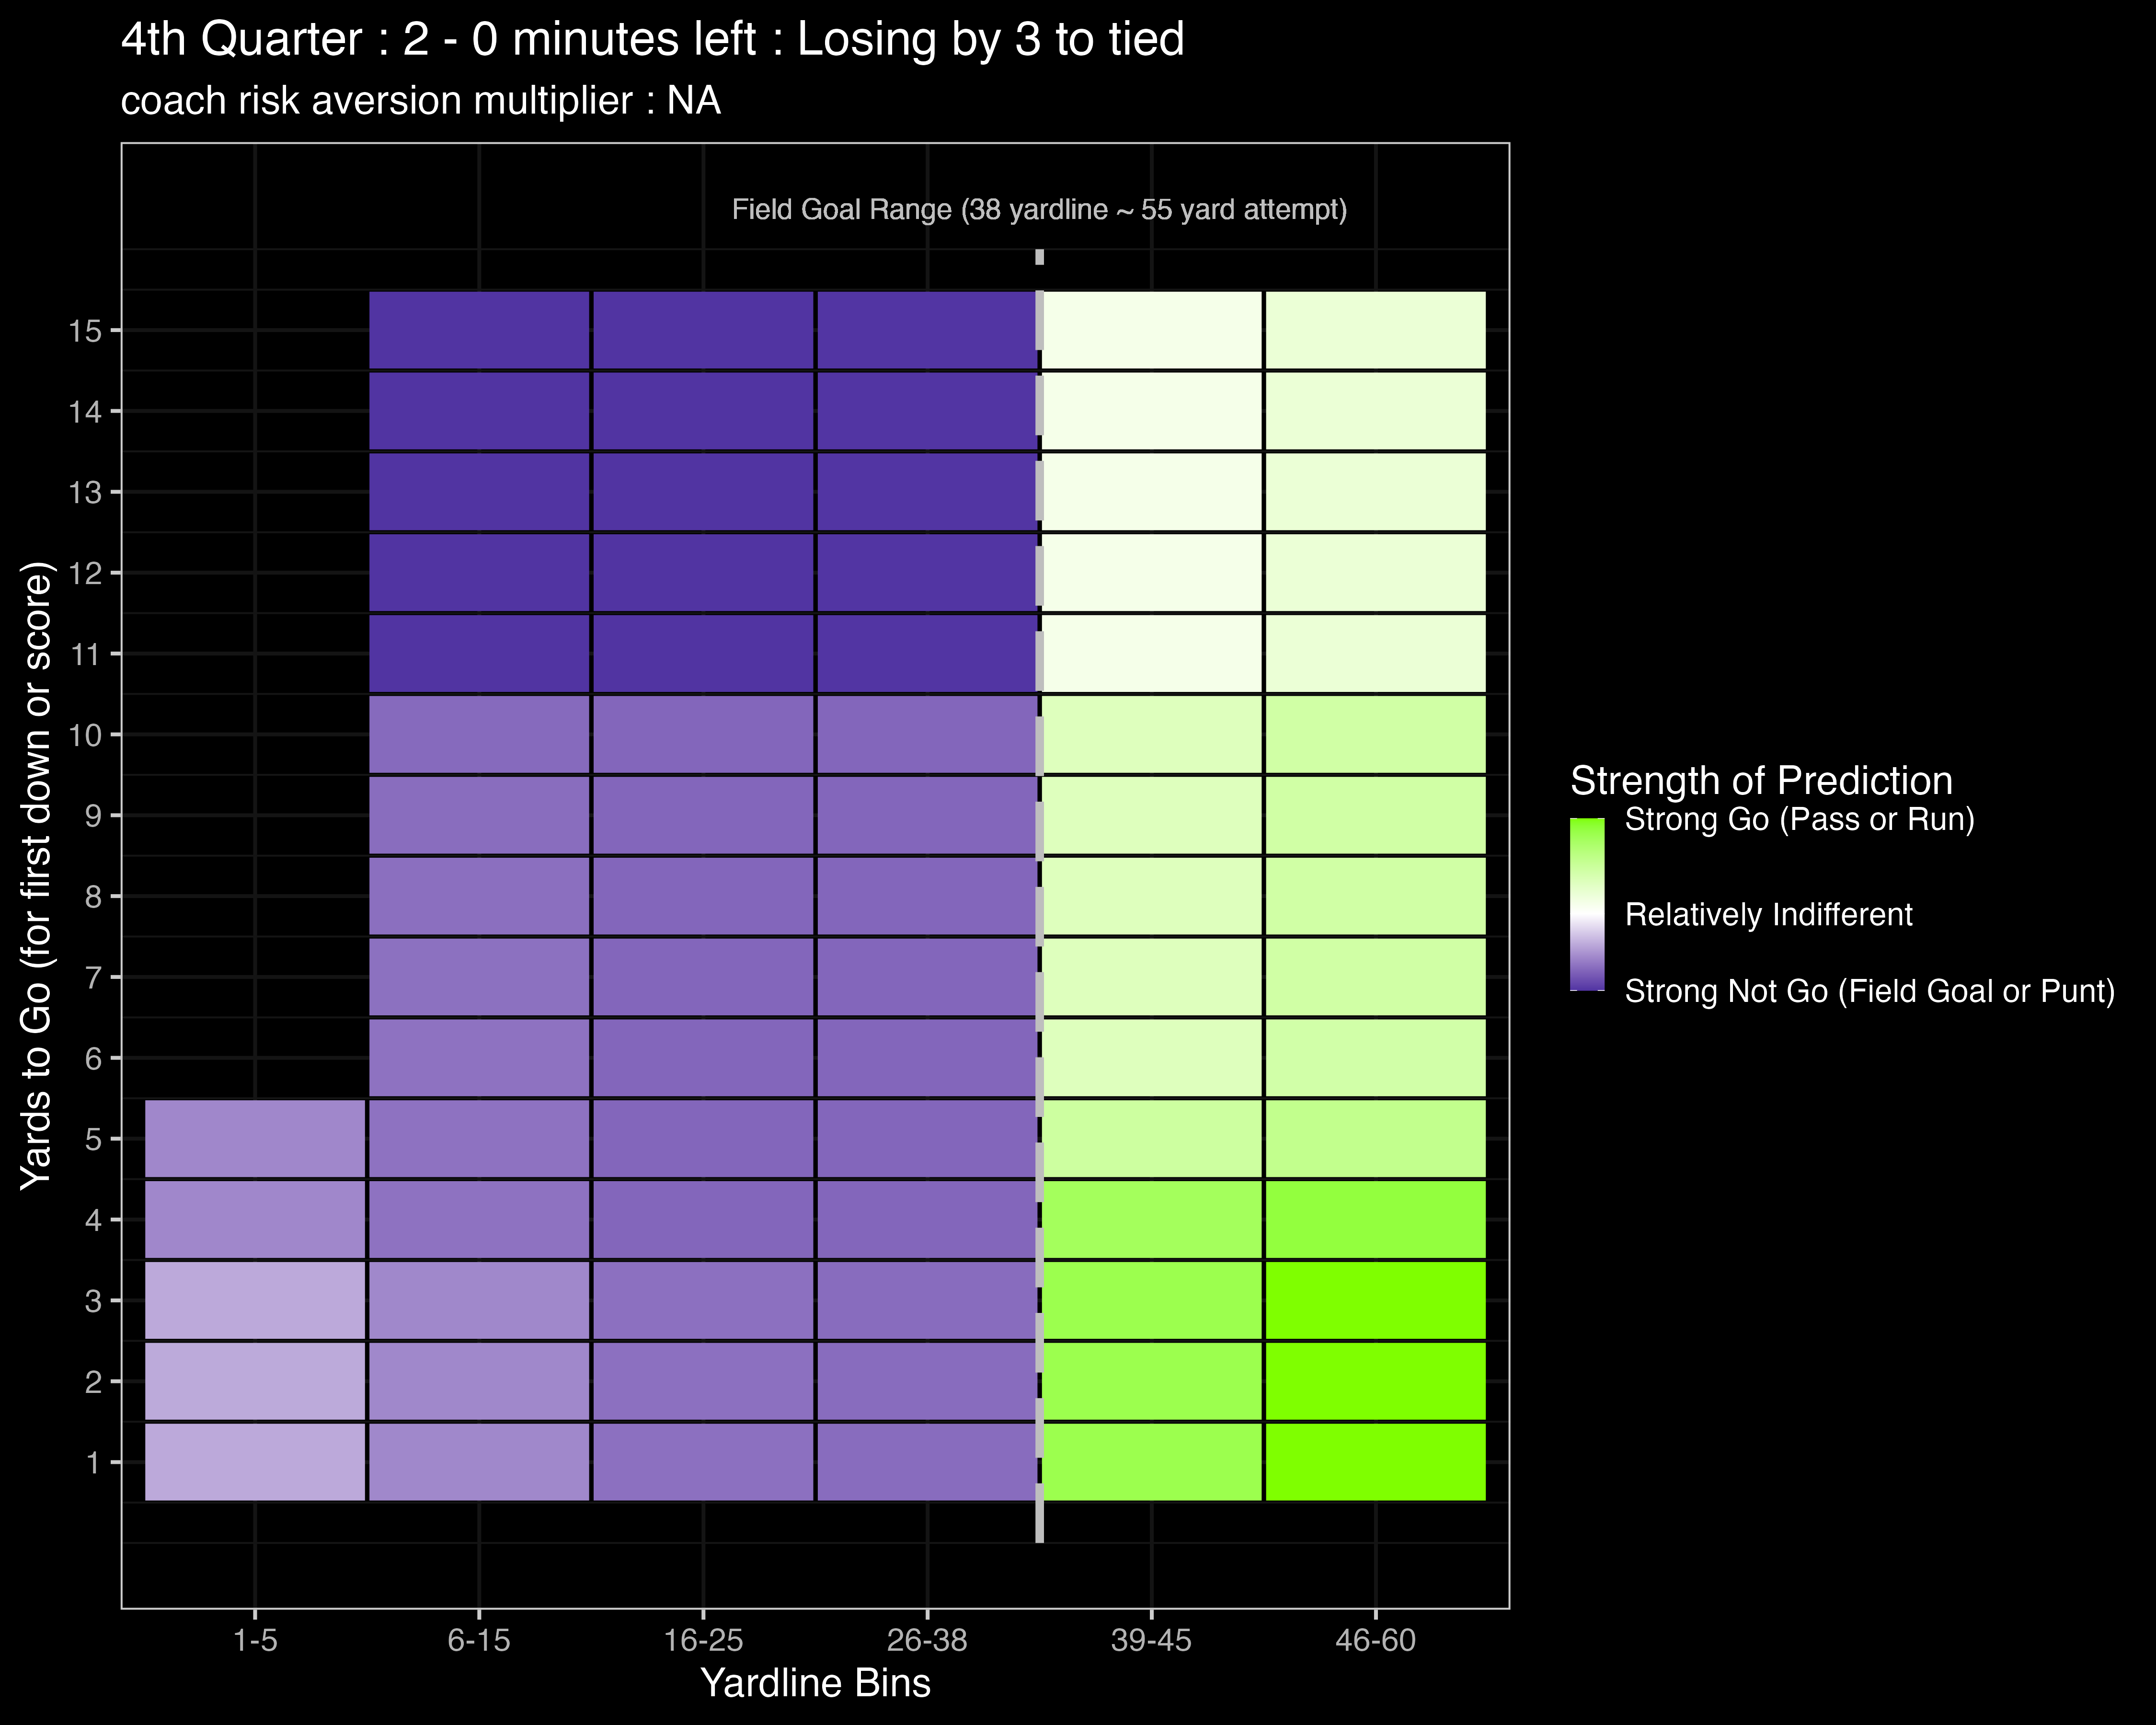 4th Quarter : 2 - 0 minutes left : Losing by 3 to tied
coach risk aversion multiplier : NA
Field Goal Range (38 yardline ~ 55 yard attempt)
Yards to Go (for first down or score)
15
14
13
12
11
10
9
8
7
6
5
4
3
2
1
1-5
6-15
16-25
26-38
39-45
46-60
Yardline Bins
Strength of Prediction
Strong Go (Pass or Run)
Relatively Indifferent
Strong Not Go (Field Goal or Punt)